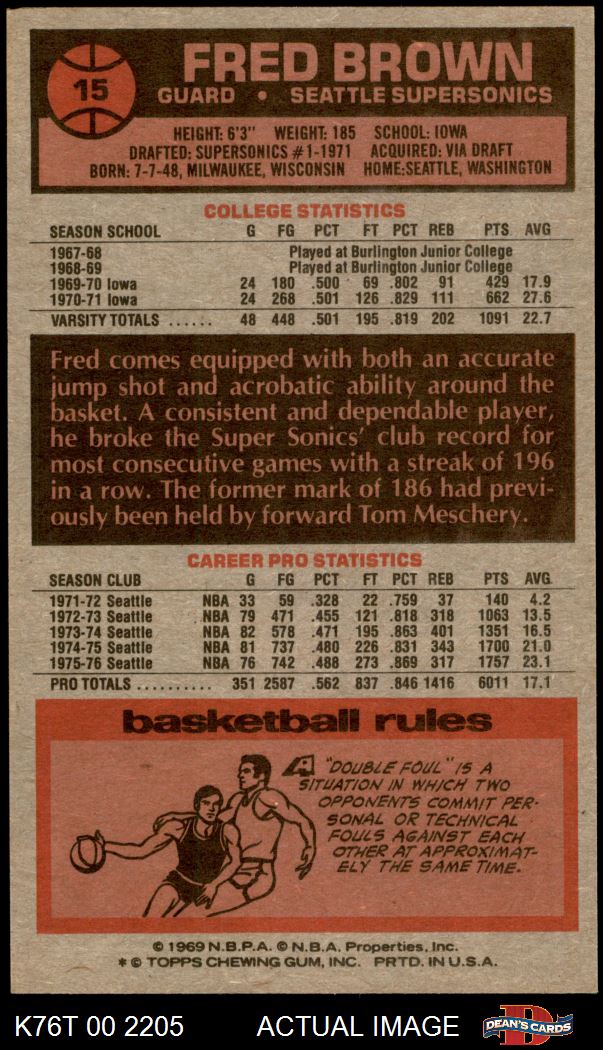 15
FRED BROWN
GUARD • SEATTLE SUPERSONICS
HEIGHT: 6'3" WEIGHT: 185 SCHOOL: IOWA
DRAFTED: SUPERSONICS #1-1971 ACQUIRED: VIA DRAFT
BORN: 7-7-48, MILWAUKEE, WISCONSIN HOME:SEATTLE, WASHINGTON
COLLEGE STATISTICS
SEASON SCHOOL G FG PCT FT PCT REB PTS AVG
1967-68 Played at Burlington Junior College
1968-69 Played at Burlington Junior College
1969-70 Iowa 24 180 .500 69 .802 91 429 17.9
1970-71 Iowa 24 268 .501 126 .829 111 662 27.6
VARSITY TOTALS ...... 48 448 .501 195 .819 202 1091 22.7
Fred comes equipped with both an accurate
jump shot and acrobatic ability around the
basket. A consistent and dependable player,
he broke the Super Sonics' club record for
most consecutive games with a streak of 196
in a row. The former mark of 186 had previ-
ously been held by forward Tom Meschery.
CAREER PRO STATISTICS
SEASON CLUB G FG PCT FT PCT REB PTS AVG.
1971-72 Seattle NBA 33 59 .328 22 .759 37 140 4.2
1972-73 Seattle NBA 79 471 .455 121 .818 318 1063 13.5
1973-74 Seattle NBA 82 578 .471 195 .863 401 1351 16.5
1974-75 Seattle NBA 81 737 .480 226 .831 343 1700 21.0
1975-76 Seattle NBA 76 742 .488 273 .869 317 1757 23.1
PRO TOTALS .......... 351 2587 .562 837 .846 1416 6011 17.1
basketball rules
A "DOUBLE FOUL" IS A
SITUATION IN WHICH TWO
OPPONENTS COMMIT PER-
SONAL OR TECHNICAL
FOULS AGAINST EACH
OTHER AT APPROXIMAT-
ELY THE SAME TIME.
© 1969 N.B.P.A. © N.B.A. Properties, Inc.
* © TOPPS CHEWING GUM, INC. PRTD. IN U.S.A.
K76T 00 2205 ACTUAL IMAGE D DEAN'S CARDS